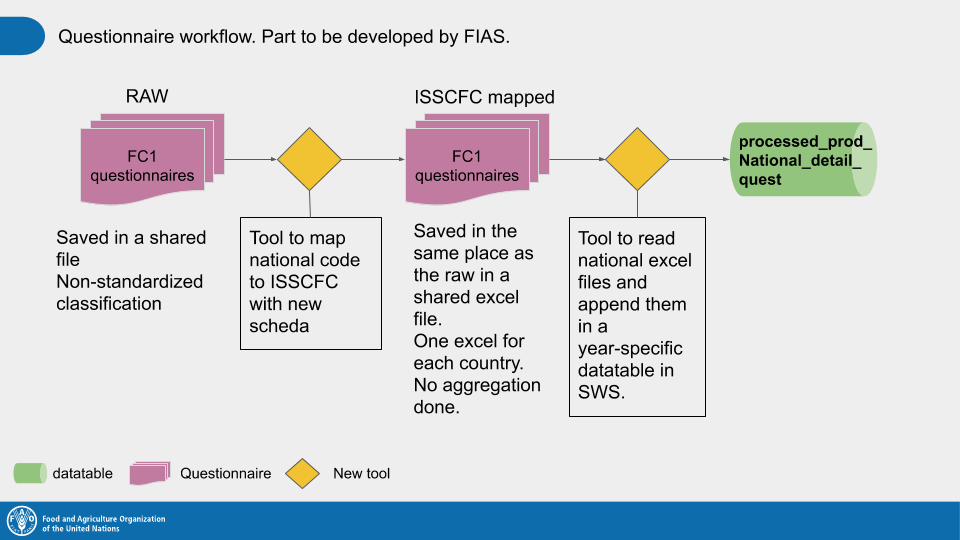 Questionnaire workflow. Part to be developed by FIAS.
RAW
ISSCFC mapped
FC1
questionnaires
FC1
questionnaires
processed_prod_
National_detail_
quest
Saved in a shared
file
Non-standardized
classification
Tool to map
national code
to ISSCFC
with new
scheda
Saved in the
same place as
the raw in a
shared excel
file.
One excel for
each country.
No aggregation
done.
Tool to read
national excel
files and
append them
in a
year-specific
datatable in
SWS.
datatable
Questionnaire
New tool
FAO
Food and Agriculture Organization
of the United Nations